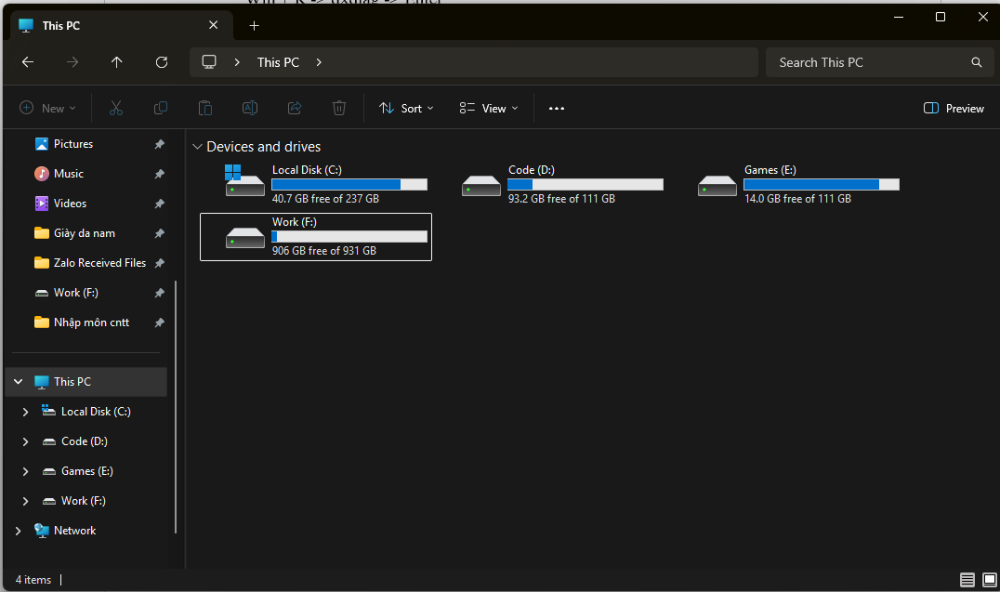 Win + R -> dxdiag -> Enter
This PC
This PC
Search This PC
New
Sort
View
Preview
Pictures
Music
Videos
Giày da nam
Zalo Received Files
Work (F:)
Nhập môn cntt
This PC
Local Disk (C:)
Code (D:)
Games (E:)
Work (F:)
Network
Devices and drives
Local Disk (C:)
40.7 GB free of 237 GB
Code (D:)
93.2 GB free of 111 GB
Games (E:)
14.0 GB free of 111 GB
Work (F:)
906 GB free of 931 GB
4 items